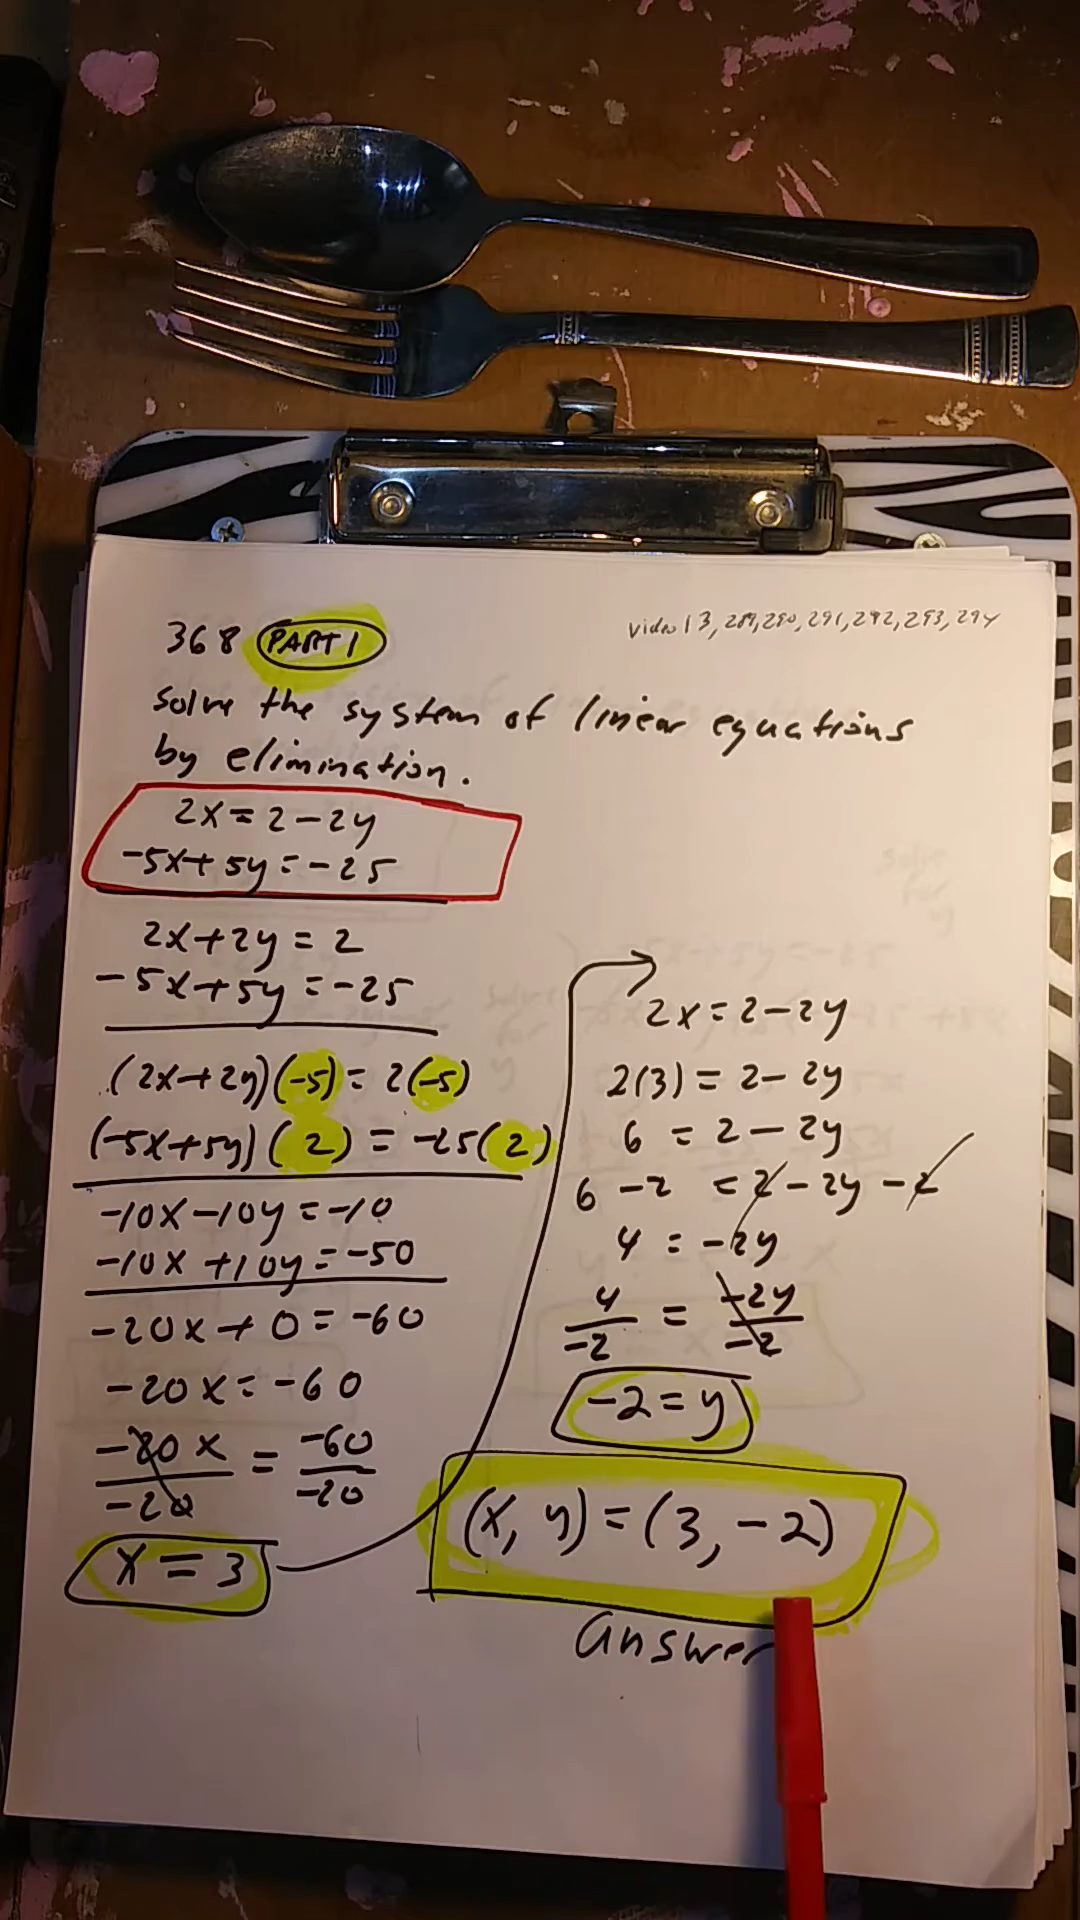 368 PART 1
video 13, 289, 290, 291, 292, 293, 294
Solve the system of linear equations
by elimination.
2x = 2 - 2y
-5x + 5y = -25
2x + 2y = 2
-5x + 5y = -25
(2x + 2y)(-5) = 2(-5)
(-5x + 5y)(2) = -25(2)
-10x - 10y = -10
-10x + 10y = -50
-20x + 0 = -60
-20x = -60
-20x/-20 = -60/-20
x = 3
2x = 2 - 2y
2(3) = 2 - 2y
6 = 2 - 2y
6 - 2 = 2 - 2y - 2
4 = -2y
4/-2 = -2y/-2
-2 = y
(x, y) = (3, -2)
Answer